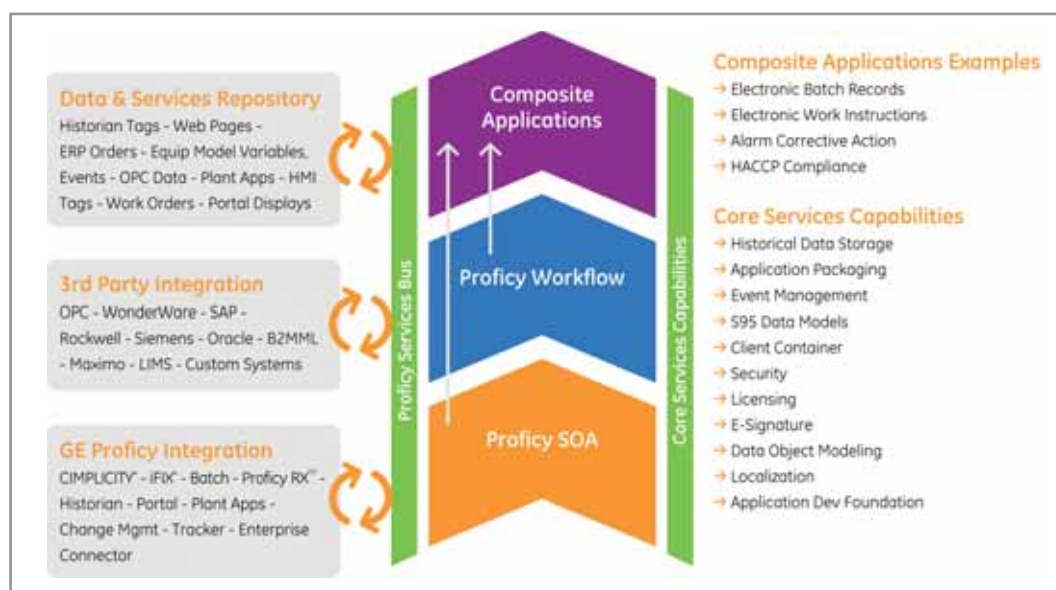 Data & Services Repository
Historian Tags - Web Pages -
ERP Orders - Equip Model Variables,
Events - OPC Data - Plant Apps - HMI
Tags - Work Orders - Portal Displays
3rd Party Integration
OPC - WonderWare - SAP -
Rockwell - Siemens - Oracle - B2MML
- Maximo - LIMS - Custom Systems
GE Proficy Integration
CIMPLICITY* - iFIX* - Batch - Proficy RX™ -
Historian - Portal - Plant Apps -
Change Mgmt - Tracker - Enterprise
Connector
Proficy Services Bus
Composite
Applications
Proficy Workflow
Proficy SOA
Core Services Capabilities
Composite Applications Examples
→ Electronic Batch Records
→ Electronic Work Instructions
→ Alarm Corrective Action
→ HACCP Compliance
Core Services Capabilities
→ Historical Data Storage
→ Application Packaging
→ Event Management
→ S95 Data Models
→ Client Container
→ Security
→ Licensing
→ E-Signature
→ Data Object Modeling
→ Localization
→ Application Dev Foundation